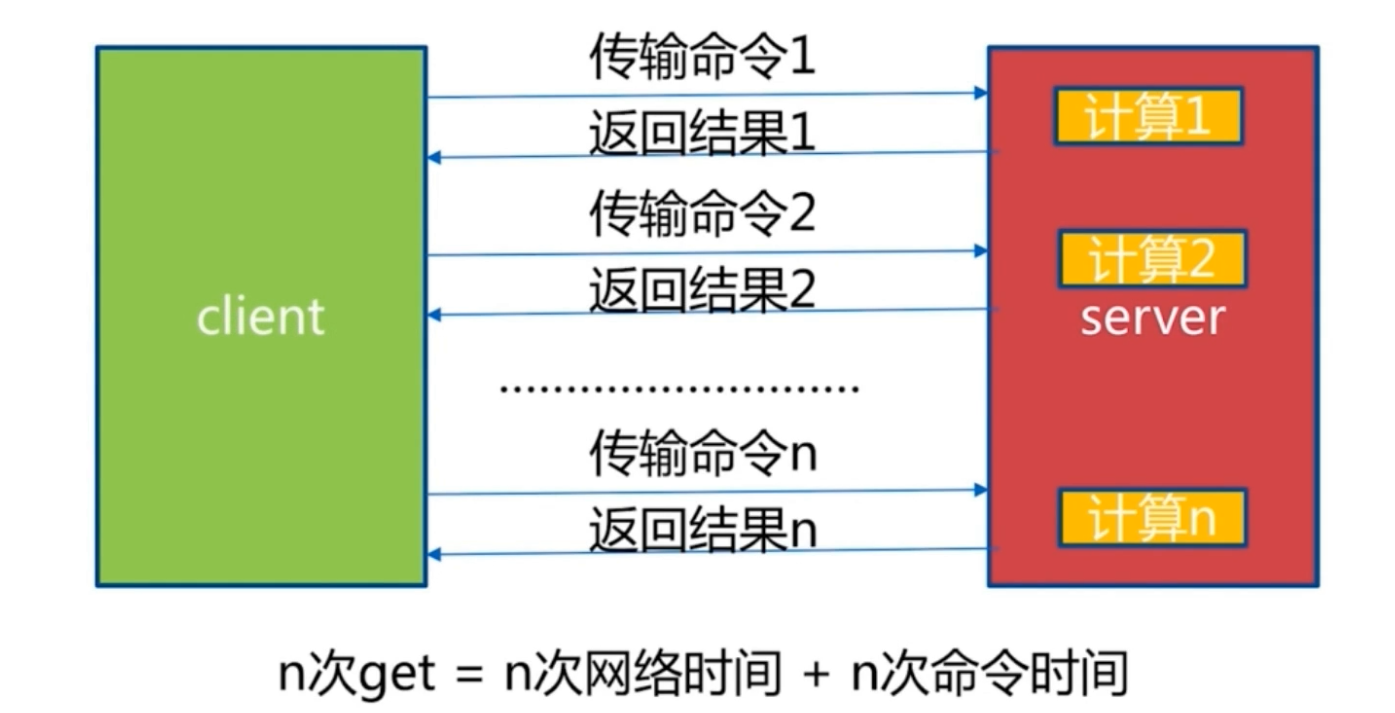 传输命令1
计算1
返回结果1
传输命令2
计算2
返回结果2
client
server
...........................
传输命令n
计算n
返回结果n
n次get = n次网络时间 + n次命令时间